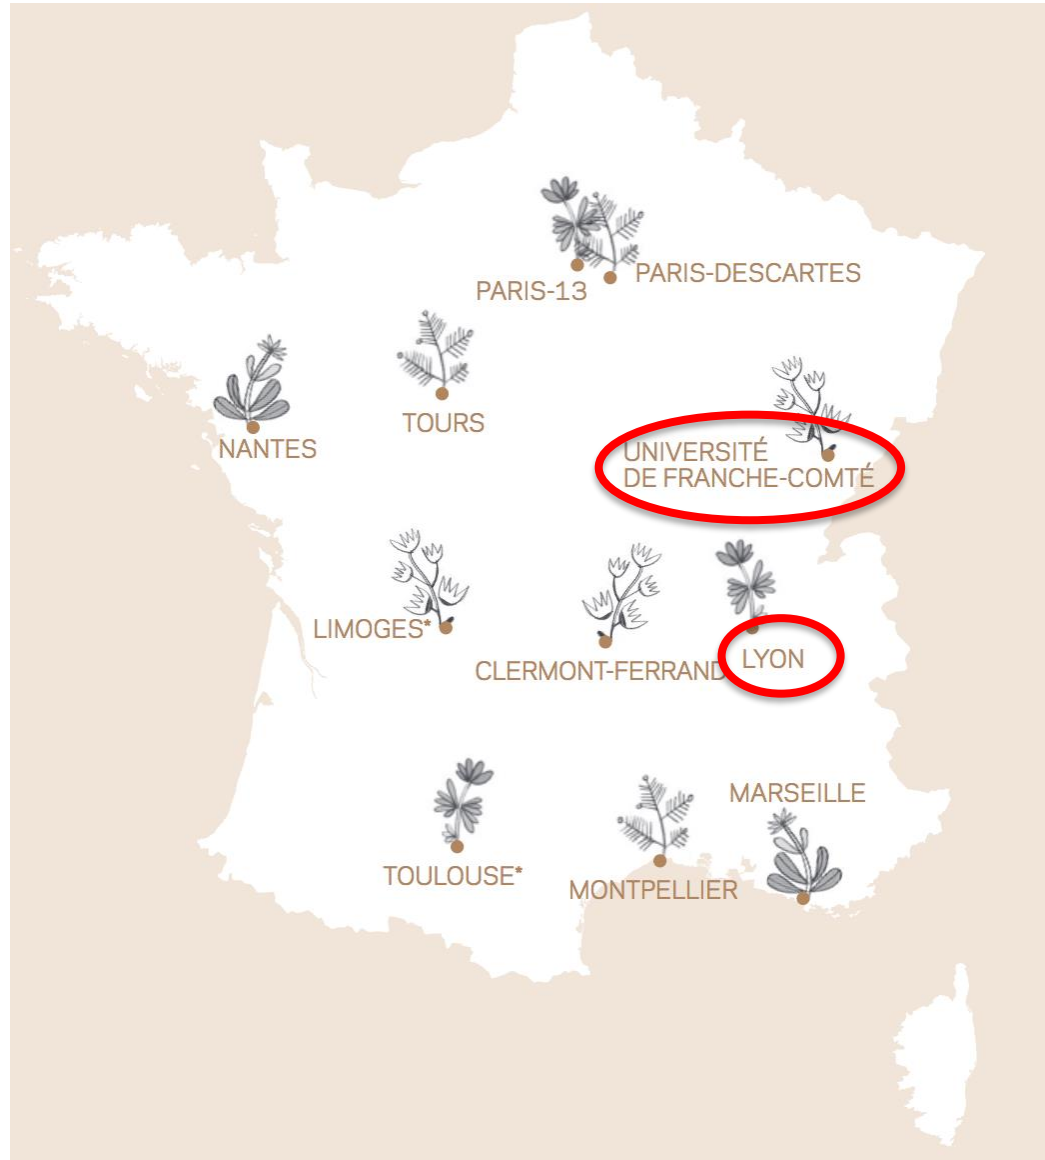 PARIS-DESCARTES
PARIS-13
TOURS
NANTES
UNIVERSITÉ
DE FRANCHE-COMTÉ
LIMOGES*
CLERMONT-FERRAND
LYON
MARSEILLE
TOULOUSE*
MONTPELLIER